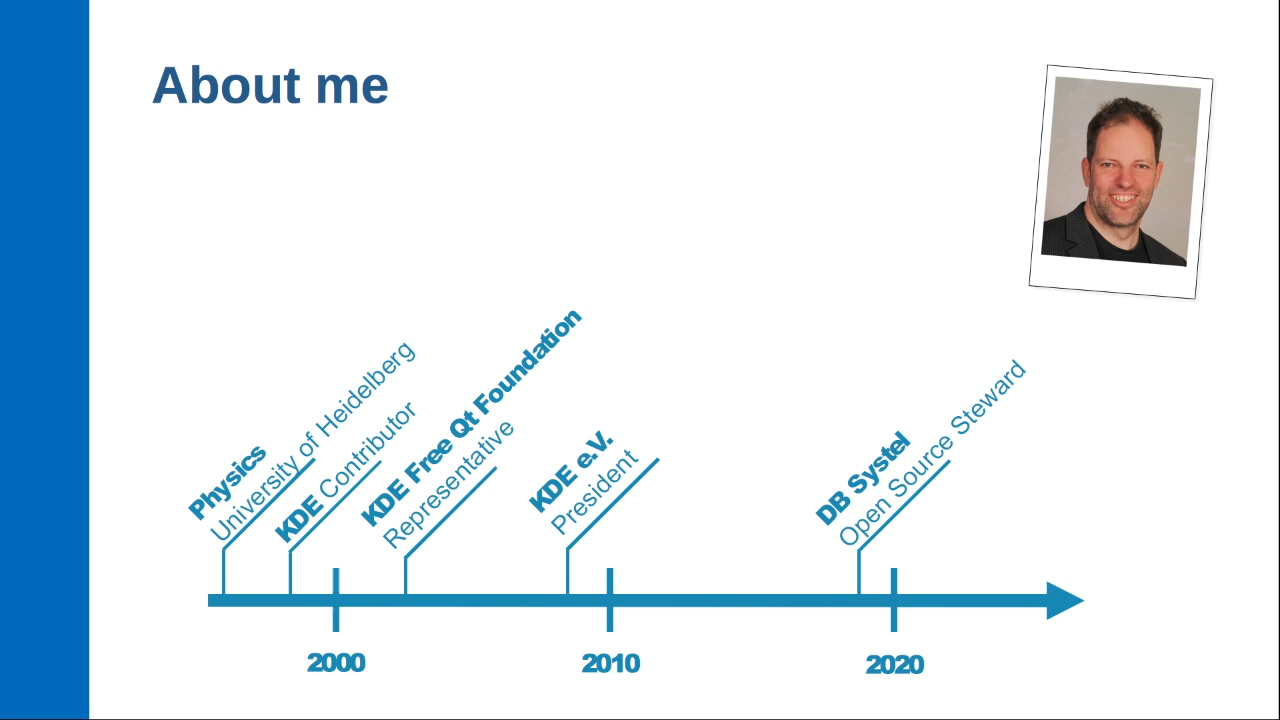 About me
Physics
University of Heidelberg
KDE Contributor
KDE Free Qt Foundation
Representative
KDE e.V.
President
DB Systel
Open Source Steward
2000
2010
2020